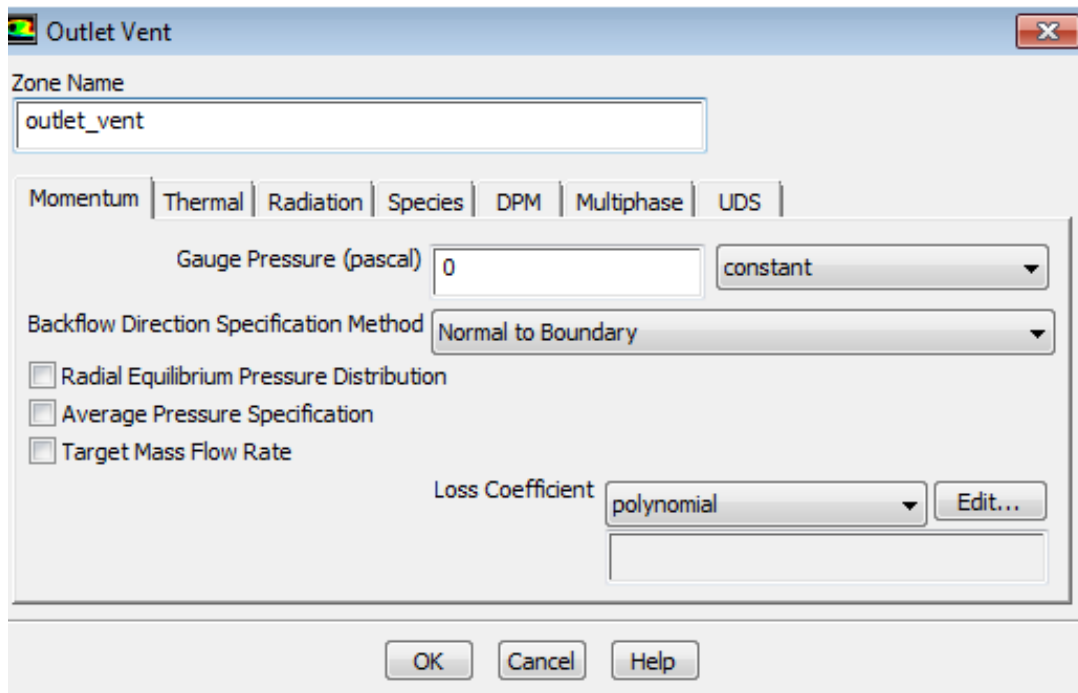 Outlet Vent
Zone Name
outlet_vent
Momentum Thermal Radiation Species DPM Multiphase UDS
Gauge Pressure (pascal) 0 constant
Backflow Direction Specification Method Normal to Boundary
Radial Equilibrium Pressure Distribution
Average Pressure Specification
Target Mass Flow Rate
Loss Coefficient polynomial Edit...
OK Cancel Help